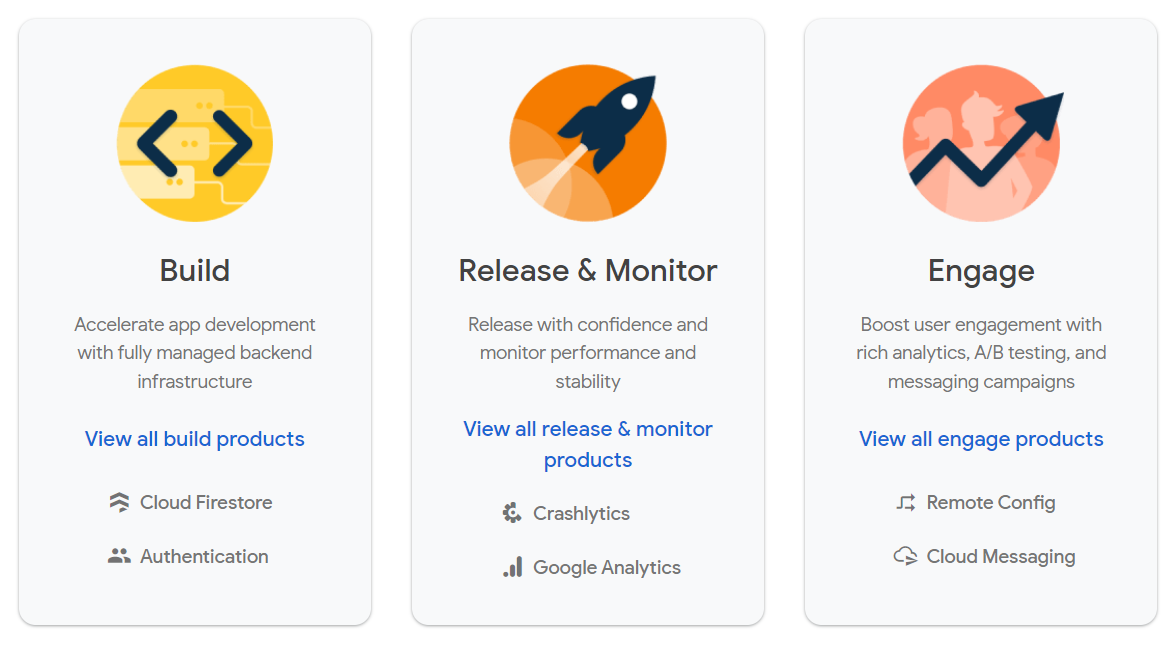 Build
Accelerate app development
with fully managed backend
infrastructure
View all build products
Cloud Firestore
Authentication
Release & Monitor
Release with confidence and
monitor performance and
stability
View all release & monitor
products
Crashlytics
Google Analytics
Engage
Boost user engagement with
rich analytics, A/B testing, and
messaging campaigns
View all engage products
Remote Config
Cloud Messaging